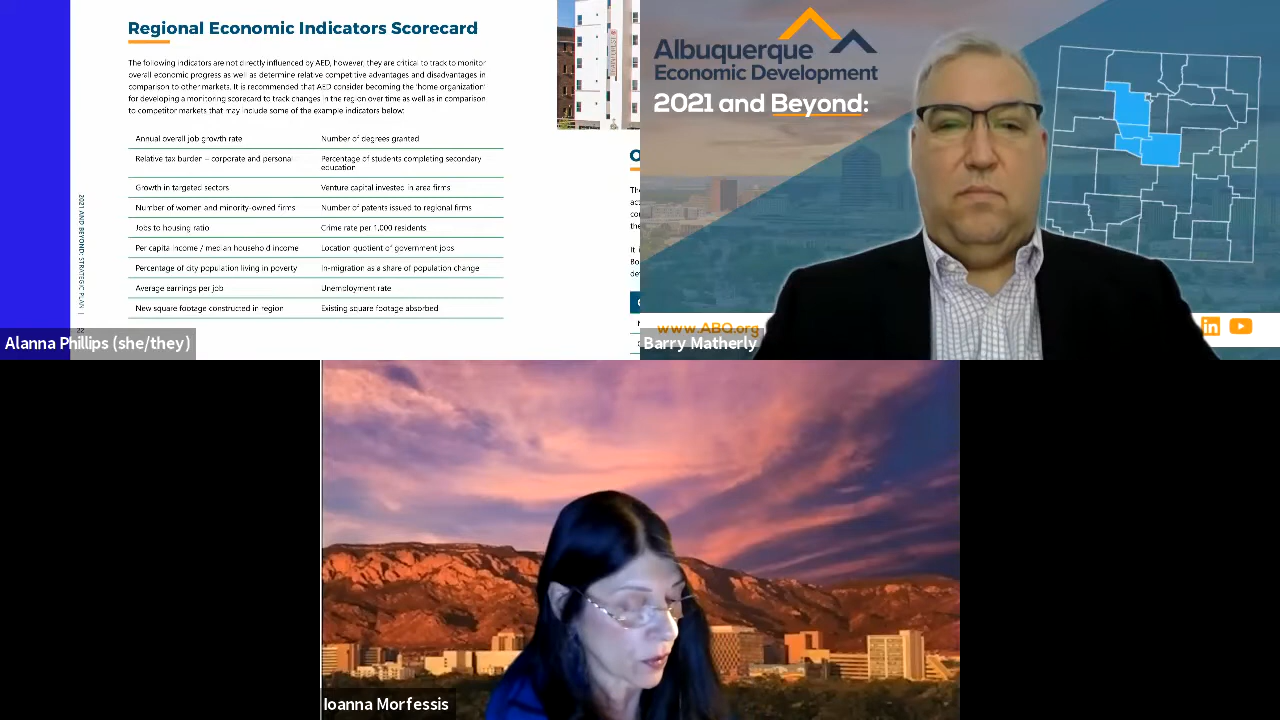 Regional Economic Indicators Scorecard
The following indicators are not directly influenced by AED, however, they are critical to track to monitor
overall economic progress as well as determine relative competitive advantages and disadvantages in
comparison to other markets. It is recommended that AED consider becoming the 'home organization'
for developing a monitoring scorecard to track changes in the region over time as well as in comparison
to competitor markets that may include some of the example indicators below:
Annual overall job growth rate
Number of degrees granted
Relative tax burden – corporate and personal
Percentage of students completing secondary
education
Growth in targeted sectors
Venture capital invested in area firms
Number of women and minority-owned firms
Number of patents issued to regional firms
Jobs to housing ratio
Crime rate per 1,000 residents
Per capita income / median household income
Location quotient of government jobs
Percentage of city population living in poverty
In-migration as a share of population change
Average earnings per job
Unemployment rate
New square footage constructed in region
Existing square footage absorbed
2021 AND BEYOND: STRATEGIC PLAN |
22
Alanna Phillips (she/they)
Albuquerque
Economic Development
2021 and Beyond:
www.ABQ.org
in
Barry Matherly
Ioanna Morfessis